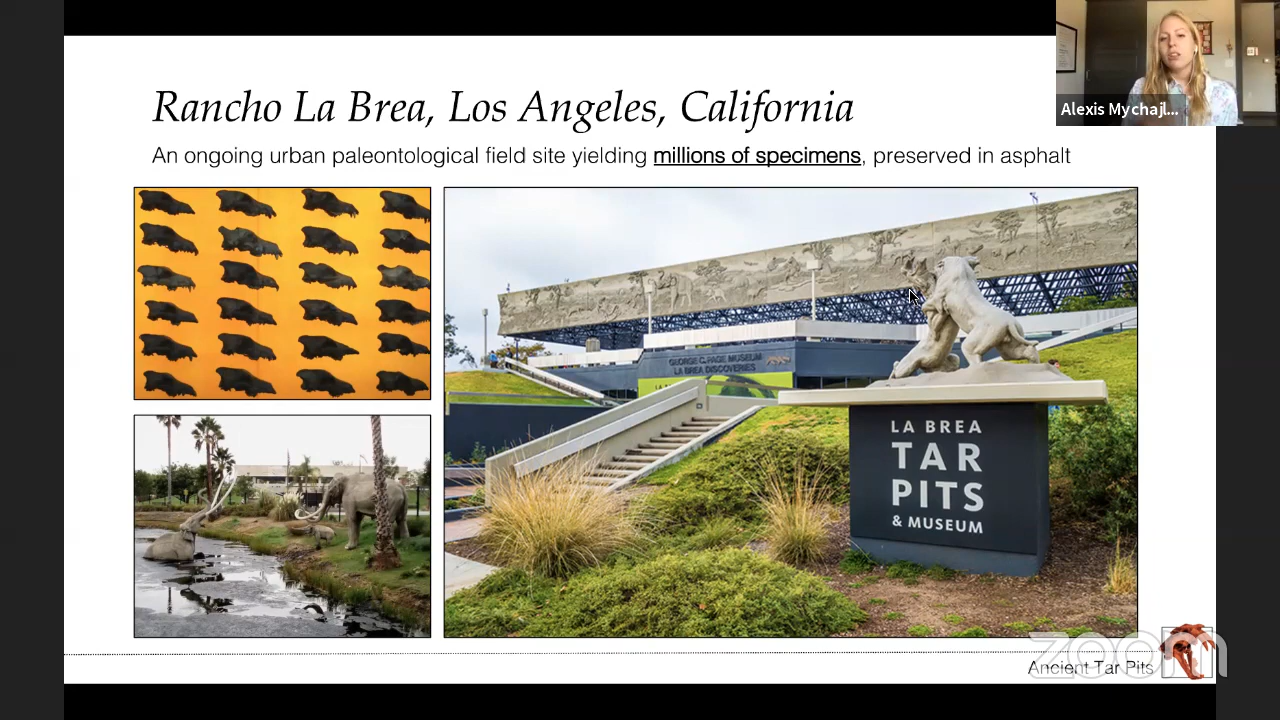 Rancho La Brea, Los Angeles, California
Alexis Mychajl...
An ongoing urban paleontological field site yielding millions of specimens, preserved in asphalt
GEORGE C. PAGE MUSEUM
LA BREA DISCOVERIES
LA BREA
TAR
PITS
& MUSEUM
Ancient Tar Pits
zoom